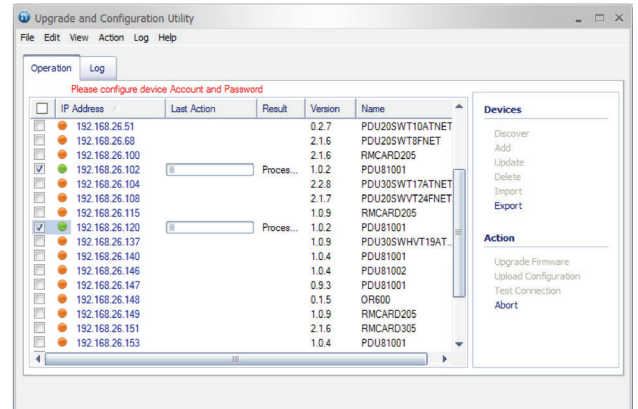 Upgrade and Configuration Utility
File Edit View Action Log Help
Operation Log
Please configure device Account and Password
IP Address Last Action Result Version Name
192.168.26.51 0.2.7 PDU20SWT10ATNET
192.168.26.68 2.1.6 PDU20SWT8FNET
192.168.26.100 2.1.6 RMCARD205
192.168.26.102 Proces... 1.0.2 PDU81001
192.168.26.104 2.2.8 PDU30SWT17ATNET
192.168.26.108 2.1.7 PDU20SWVT24FNET
192.168.26.115 1.0.9 RMCARD205
192.168.26.120 Proces... 1.0.2 PDU81001
192.168.26.137 1.0.9 PDU30SWHVT19AT...
192.168.26.140 1.0.4 PDU81001
192.168.26.146 1.0.4 PDU81002
192.168.26.147 0.9.3 PDU81001
192.168.26.148 0.1.5 OR600
192.168.26.149 1.0.9 RMCARD205
192.168.26.151 2.1.6 RMCARD305
192.168.26.153 1.0.4 PDU81001
Devices
Discover
Add
Update
Delete
Import
Export
Action
Upgrade Firmware
Upload Configuration
Test Connection
Abort